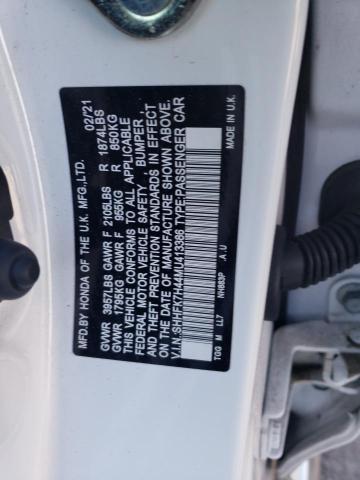 MFD.BY HONDA OF THE U.K. MFG.,LTD. 02/21
GVWR 3957LBS GAWR F 2105LBS R 1874LBS
GVWR 1795KG GAWR F 955KG R 850KG
THIS VEHICLE CONFORMS TO ALL APPLICABLE
FEDERAL MOTOR VEHICLE SAFETY , BUMPER
AND THEFT PREVENTION STANDARDS IN EFFECT
ON THE DATE OF MANUFACTURE SHOWN ABOVE.
V.I.N.:SHHFK7H44MU413386 TYPE:PASSENGER CAR
TGG M LL7 NH883P .A U
MADE IN U.K.